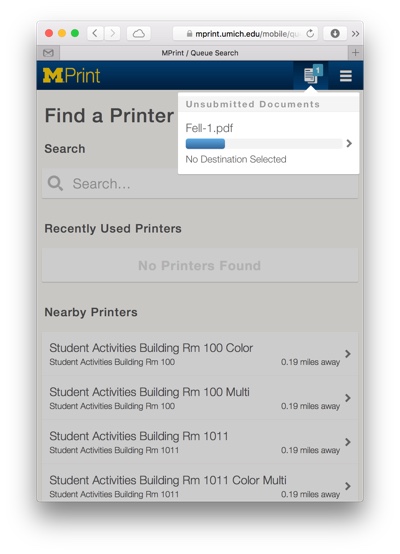 mprint.umich.edu/mobile/qu
MPrint / Queue Search
MPrint
1
Unsubmitted Documents
Fell-1.pdf
No Destination Selected
Find a Printer
Search
Search...
Recently Used Printers
No Printers Found
Nearby Printers
Student Activities Building Rm 100 Color
Student Activities Building Rm 100 0.19 miles away
Student Activities Building Rm 100 Multi
Student Activities Building Rm 100 0.19 miles away
Student Activities Building Rm 1011
Student Activities Building Rm 1011 0.19 miles away
Student Activities Building Rm 1011 Color Multi
Student Activities Building Rm 1011 0.19 miles away